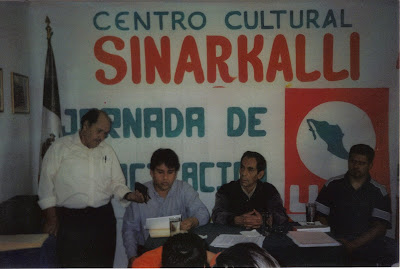 CENTRO CULTURAL
SINARKALLI
JORNADA DE